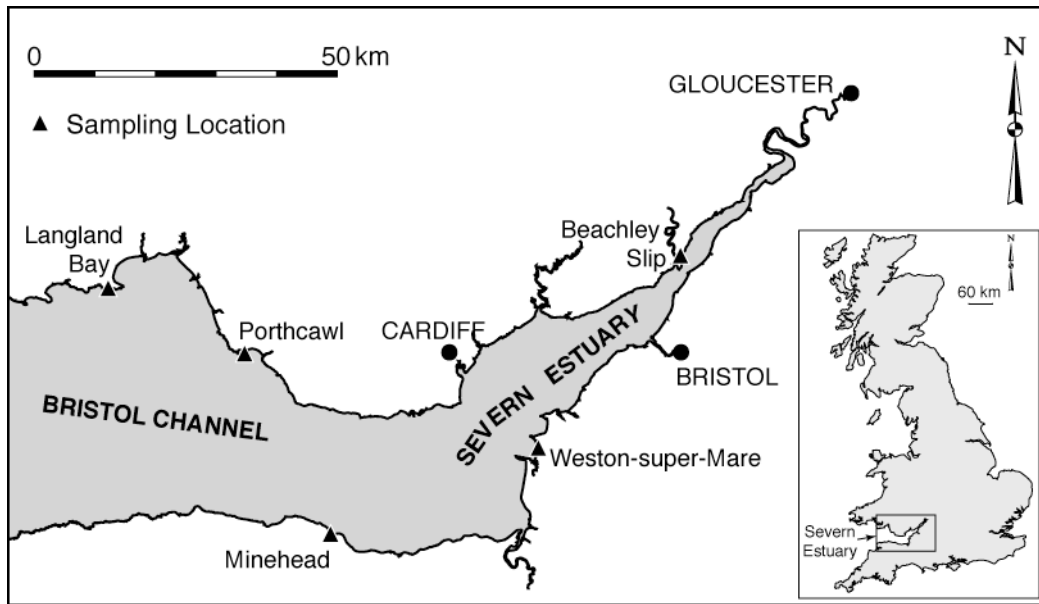 0 50 km
Sampling Location
N
GLOUCESTER
Beachley
Slip
Langland
Bay
Porthcawl
CARDIFF
BRISTOL
SEVERN ESTUARY
BRISTOL CHANNEL
Weston-super-Mare
Minehead
N
60 km
Severn
Estuary